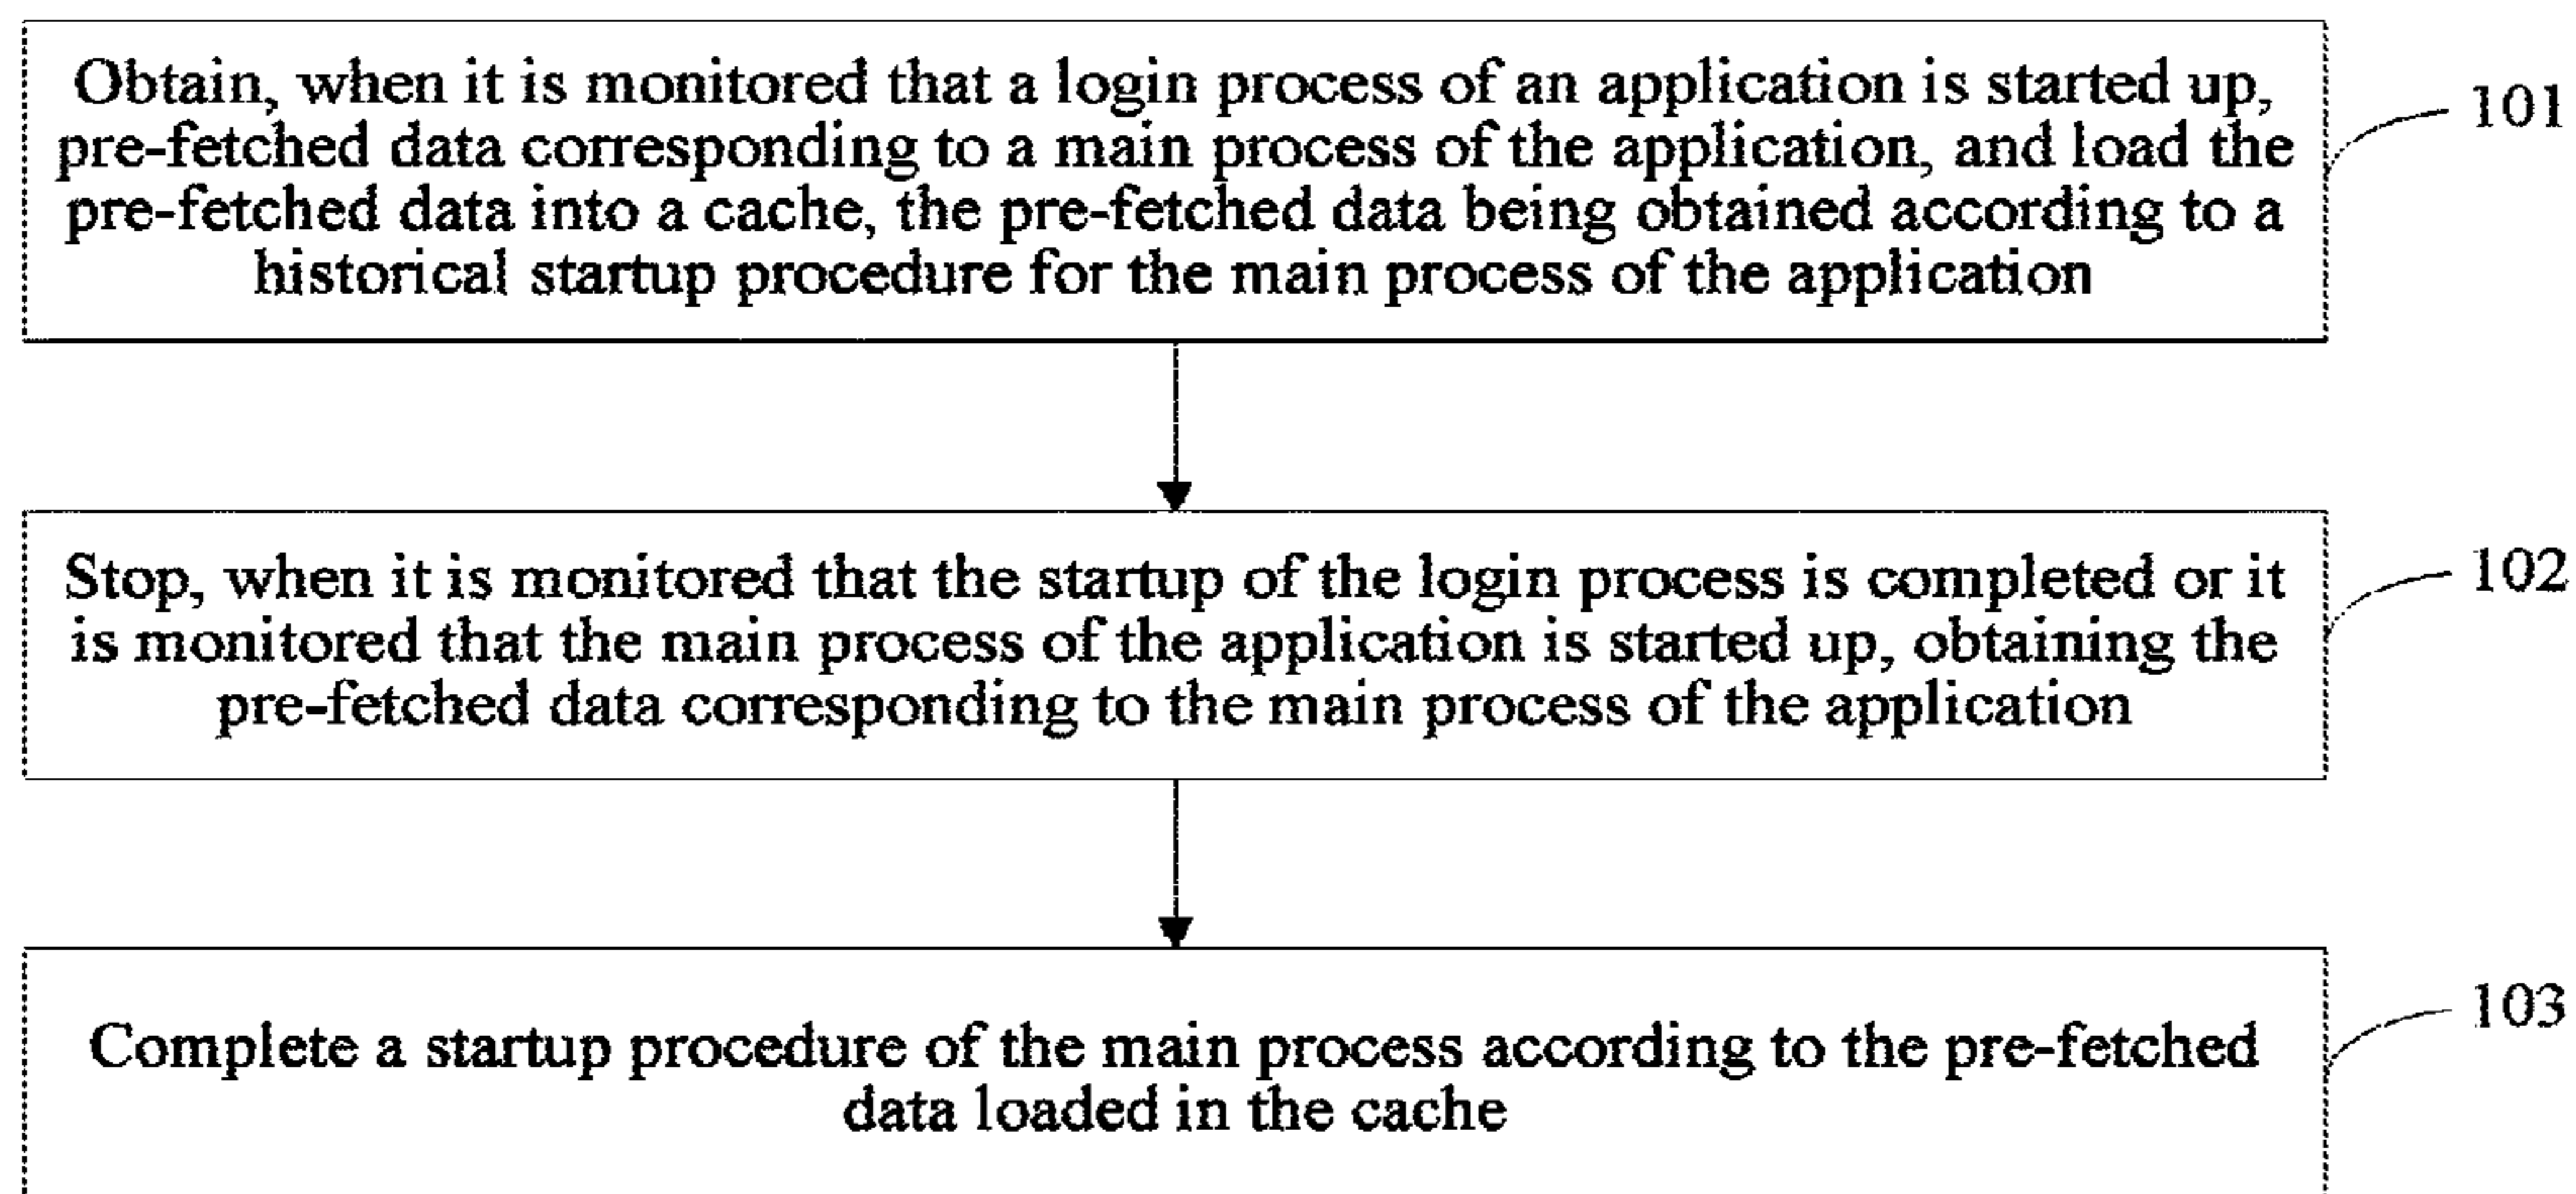 Obtain, when it is monitored that a login process of an application is started up,
pre-fetched data corresponding to a main process of the application, and load the
pre-fetched data into a cache, the pre-fetched data being obtained according to a
historical startup procedure for the main process of the application
101
Stop, when it is monitored that the startup of the login process is completed or it
is monitored that the main process of the application is started up, obtaining the
pre-fetched data corresponding to the main process of the application
102
Complete a startup procedure of the main process according to the pre-fetched
data loaded in the cache
103